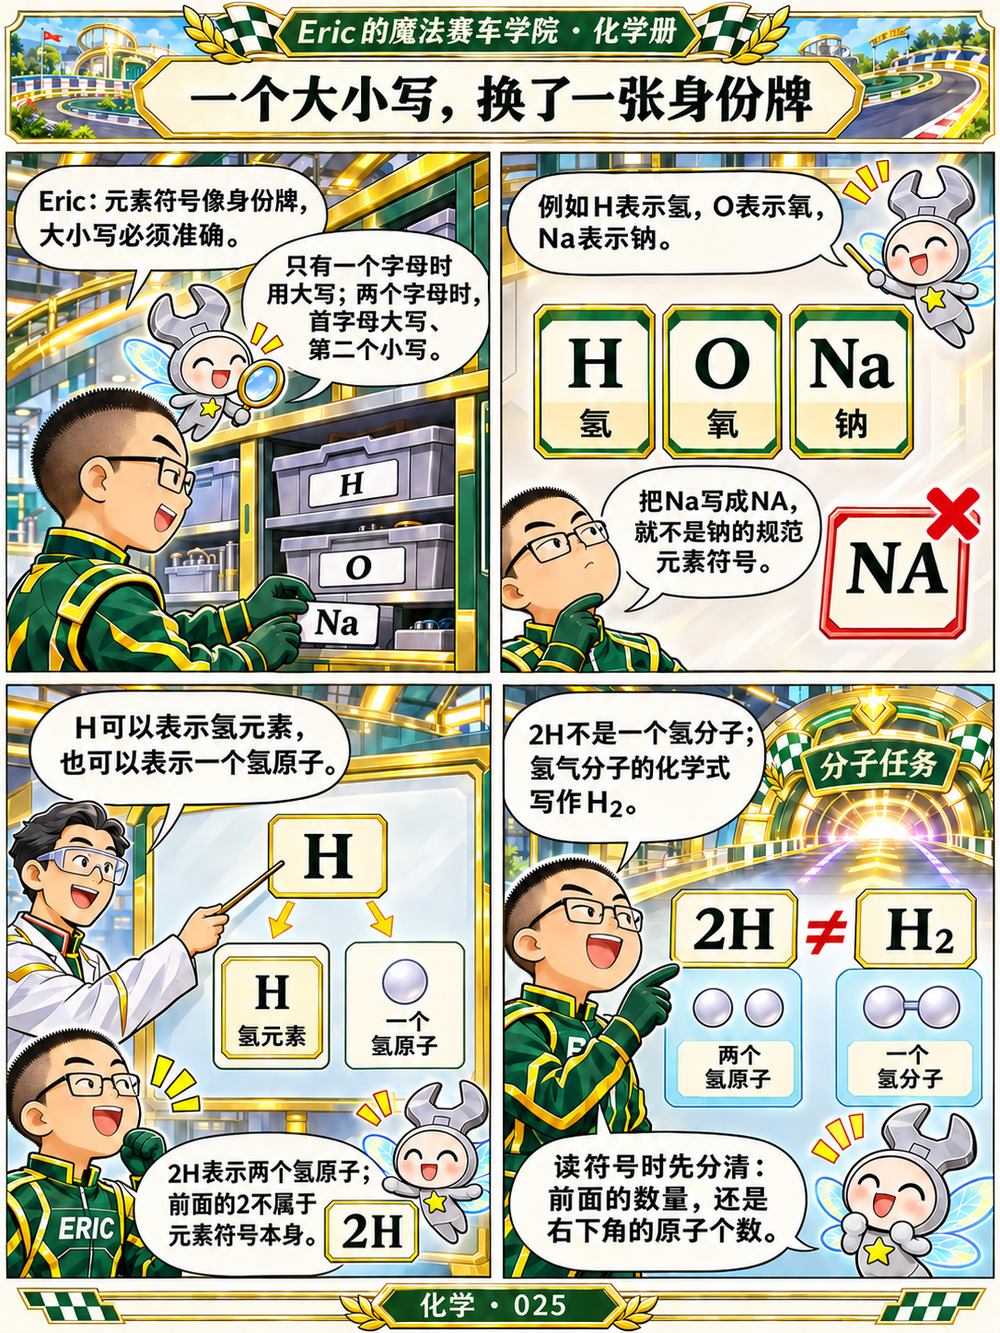 Eric的魔法赛车学院·化学册
一个大小写，换了一张身份牌
Eric：元素符号像身份牌，
大小写必须准确。
只有一个字母时
用大写；两个字母时，
首字母大写、
第二个小写。
H
O
Na
例如H表示氢，O表示氧，
Na表示钠。
H
氢
O
氧
Na
钠
把Na写成NA，
就不是钠的规范
元素符号。
NA
H可以表示氢元素，
也可以表示一个氢原子。
H
H
氢元素
一个
氢原子
ERIC
2H表示两个氢原子；
前面的2不属于
元素符号本身。
2H
2H不是一个氢分子；
氢气分子的化学式
写作H₂。
分子任务
2H ≠ H₂
两个
氢原子
一个
氢分子
读符号时先分清：
前面的数量，还是
右下角的原子个数。
化学·025